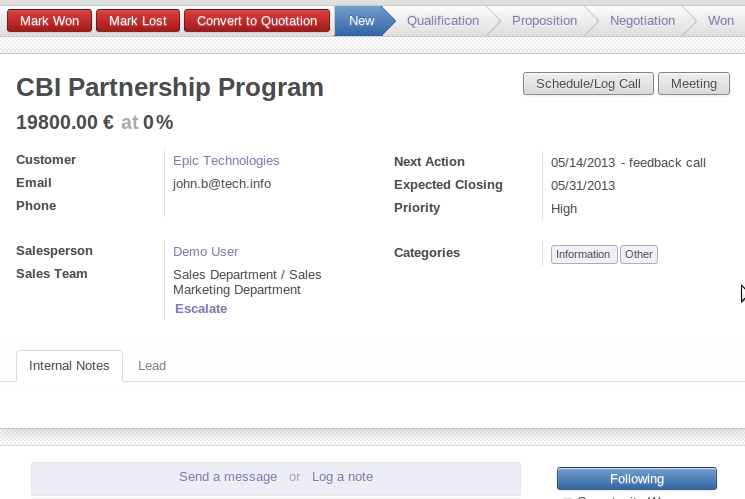 Mark Won Mark Lost Convert to Quotation New Qualification Proposition Negotiation Won
CBI Partnership Program
Schedule/Log Call Meeting
19800.00 € at 0%
Customer Epic Technologies
Email john.b@tech.info
Phone
Next Action 05/14/2013 - feedback call
Expected Closing 05/31/2013
Priority High
Salesperson Demo User
Sales Team Sales Department / Sales
Marketing Department
Escalate
Categories Information Other
Internal Notes Lead
Send a message or Log a note
Following